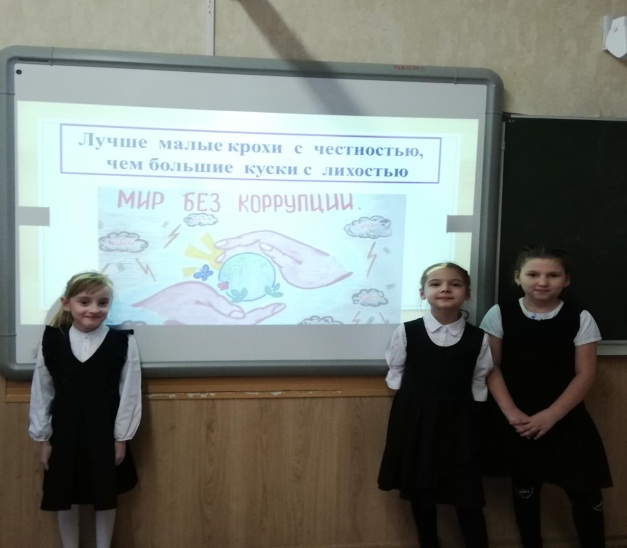 Лучше малые крохи с честностью,
чем большие куски с лихостью
МИР БЕЗ КОРРУПЦИИ.